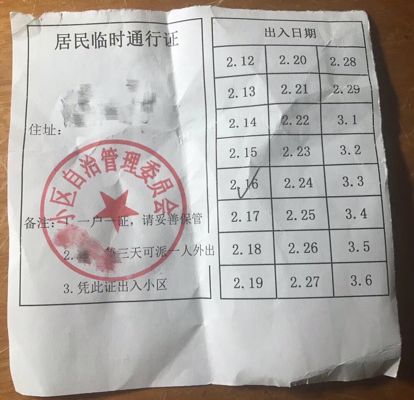 居民临时通行证
住址:
小区自治管理委员会
备注:1.一户一证，请妥善保管
2. 三天可派一人外出
3.凭此证出入小区
出入日期
2.12 2.20 2.28
2.13 2.21 2.29
2.14 2.22 3.1
2.15 2.23 3.2
2.16 2.24 3.3
2.17 2.25 3.4
2.18 2.26 3.5
2.19 2.27 3.6